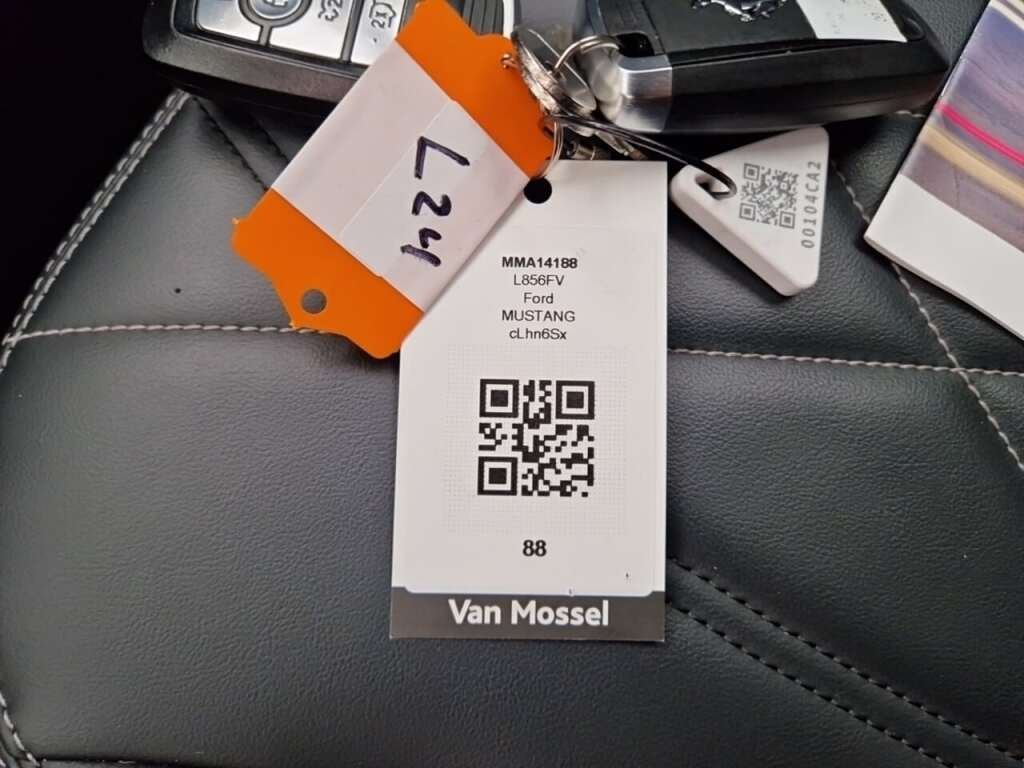 L24
MMA14188
L856FV
Ford
MUSTANG
cLhn6Sx
88
Van Mossel
00104CA2